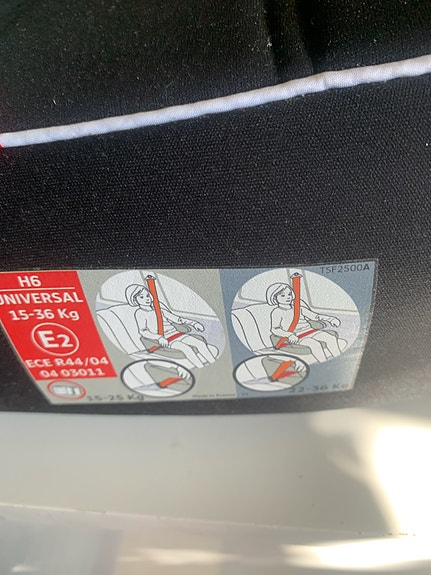 H6
UNIVERSAL
15-36 Kg
E2
ECE R44/04
04 03011
15-25 Kg
TSF2500A
22-36 Kg